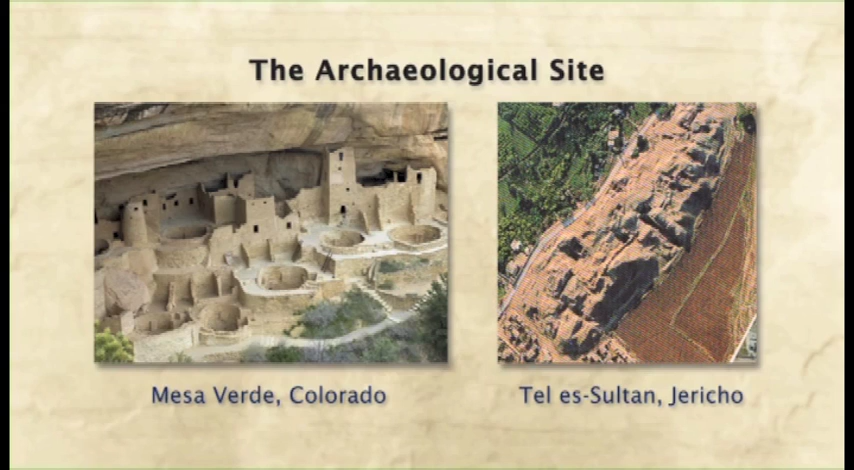 The Archaeological Site
Mesa Verde, Colorado
Tel es-Sultan, Jericho